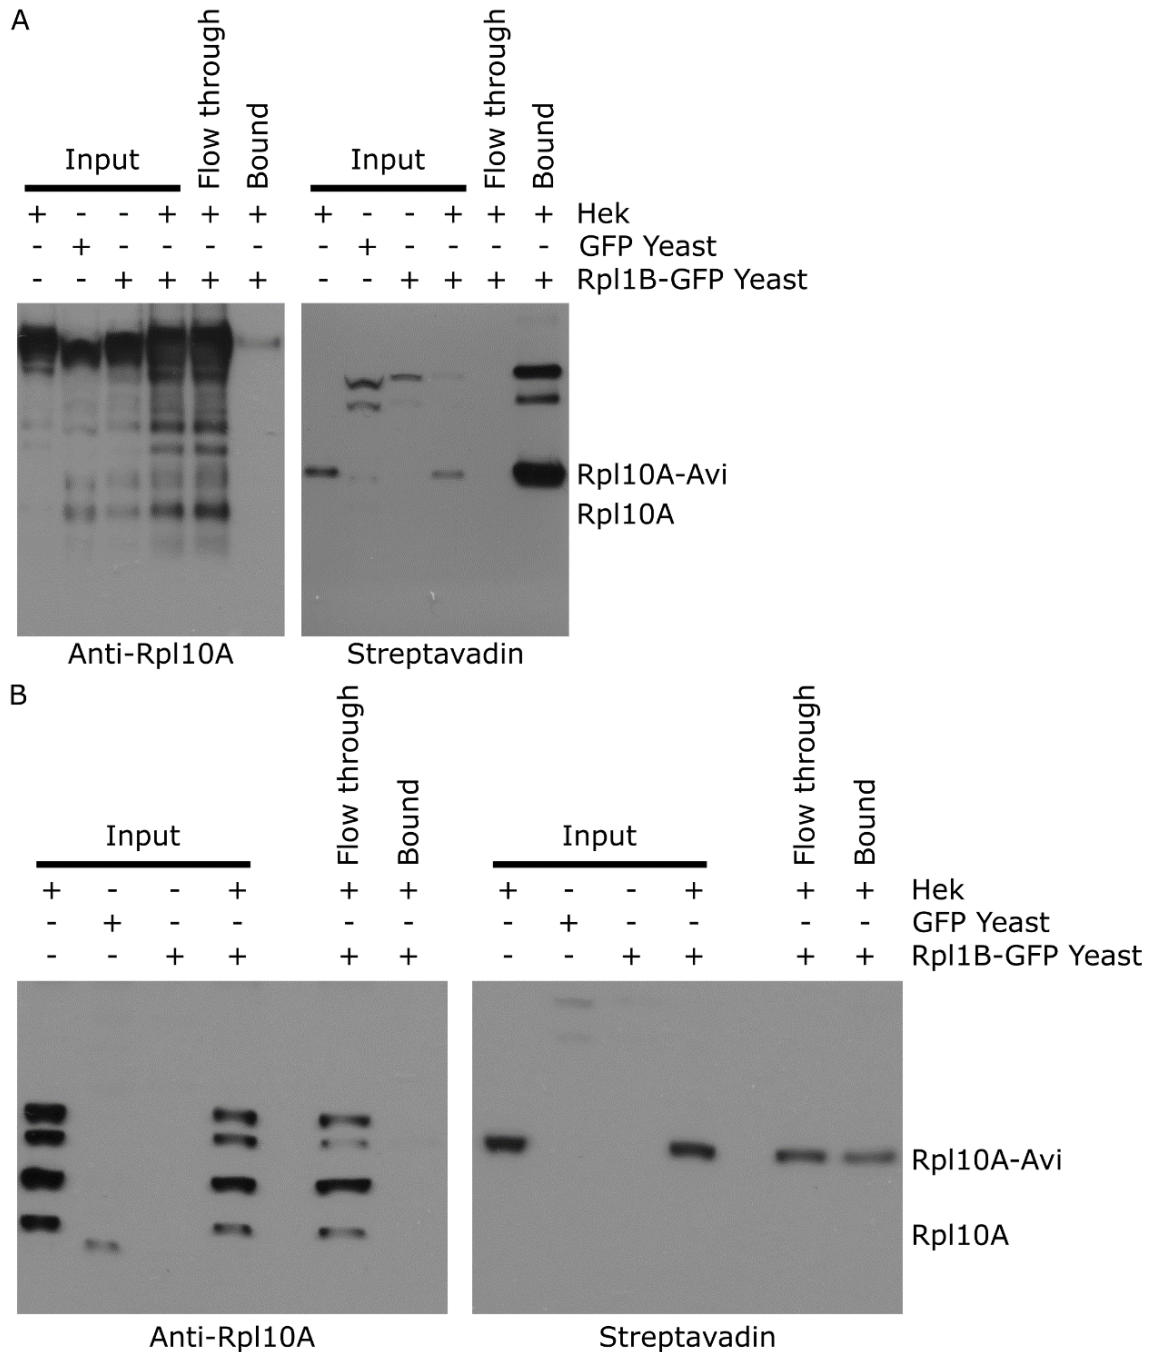 A
Flow through
Bound
Flow through
Bound
Input
Input
+ - - + + + + - - + + + Hek
- + - - - - - + - - - - GFP Yeast
- - + + + + - - + + + + Rpl1B-GFP Yeast
Rpl10A-Avi
Rpl10A
Anti-Rpl10A
Streptavadin
B
Flow through
Bound
Flow through
Bound
Input
Input
+ - - + + + + - - + + + Hek
- + - - - - - + - - - - GFP Yeast
- - + + + + - - + + + + Rpl1B-GFP Yeast
Rpl10A-Avi
Rpl10A
Anti-Rpl10A
Streptavadin